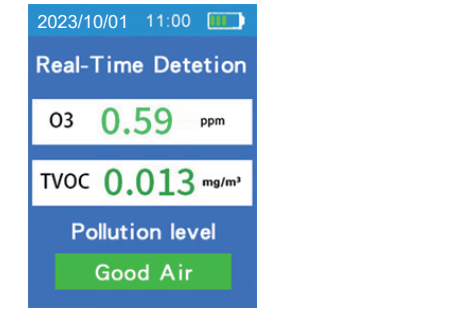 2023/10/01 11:00
Real-Time Detetion
O3 0.59 ppm
TVOC 0.013 mg/m³
Pollution level
Good Air